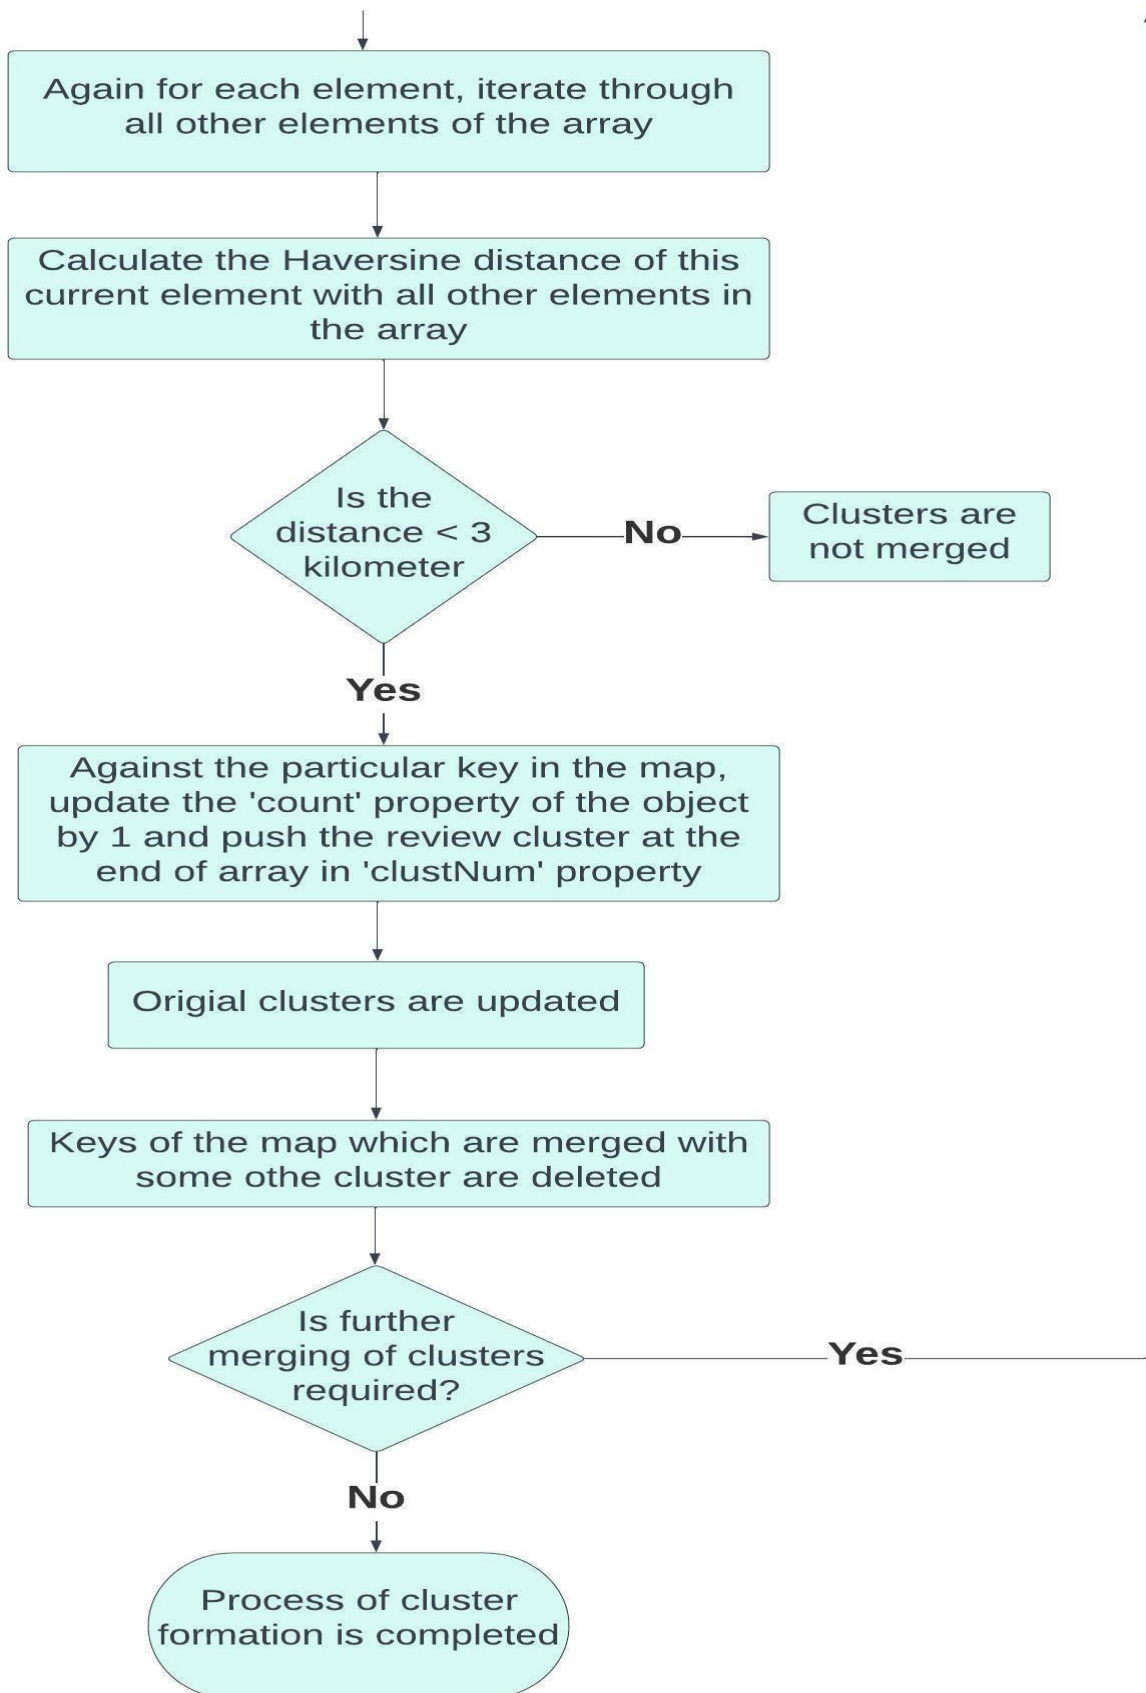 Again for each element, iterate through
all other elements of the array
Calculate the Haversine distance of this
current element with all other elements in
the array
Is the
distance < 3
kilometer
No
Clusters are
not merged
Yes
Against the particular key in the map,
update the 'count' property of the object
by 1 and push the review cluster at the
end of array in 'clustNum' property
Origial clusters are updated
Keys of the map which are merged with
some othe cluster are deleted
Is further
merging of clusters
required?
Yes
No
Process of cluster
formation is completed